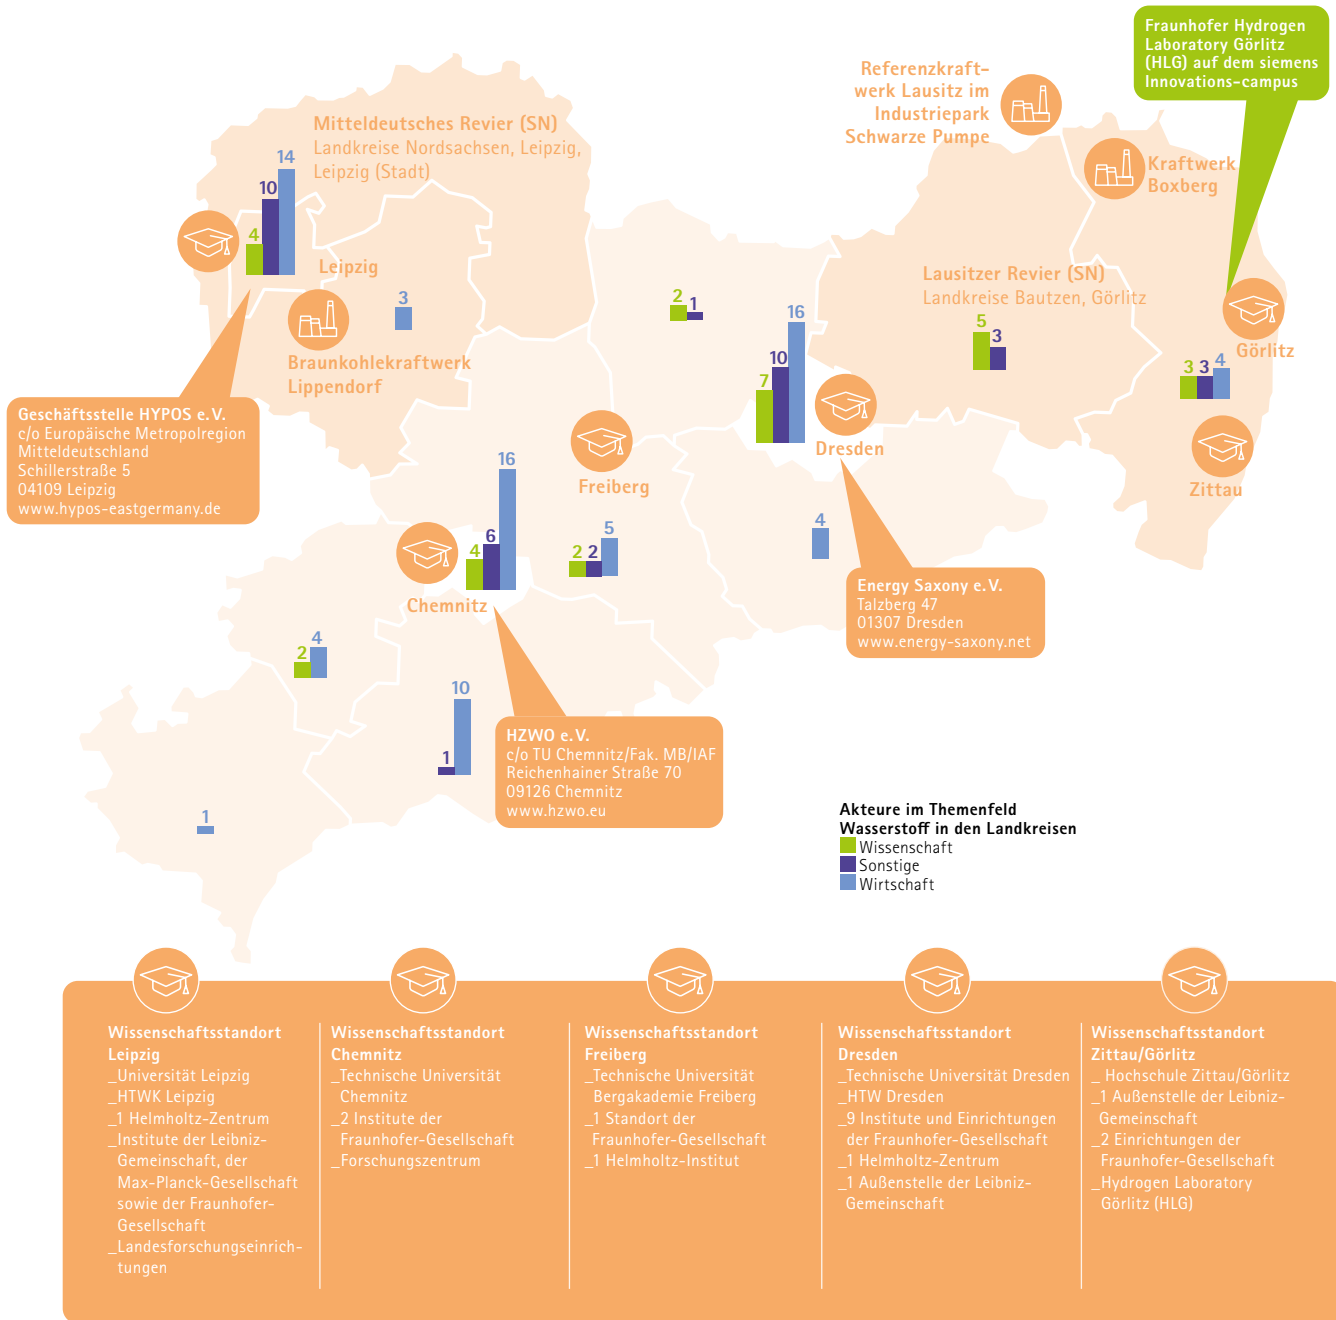 Fraunhofer Hydrogen
Laboratory Görlitz
(HLG) auf dem siemens
Innovations-campus
Referenzkraft-
werk Lausitz im
Industriepark
Schwarze Pumpe
Kraftwerk
Boxberg
Mitteldeutsches Revier (SN)
Landkreise Nordsachsen, Leipzig,
Leipzig (Stadt)
4
10
14
Leipzig
3
Braunkohlekraftwerk
Lippendorf
2
1
Lausitzer Revier (SN)
Landkreise Bautzen, Görlitz
5
3
Görlitz
3
3
4
Zittau
7
10
16
Dresden
Geschäftsstelle HYPOS e.V.
c/o Europäische Metropolregion
Mitteldeutschland
Schillerstraße 5
04109 Leipzig
www.hypos-eastgermany.de
Freiberg
2
2
5
4
4
6
16
Chemnitz
Energy Saxony e.V.
Talzberg 47
01307 Dresden
www.energy-saxony.net
2
4
1
10
1
HZWO e.V.
c/o TU Chemnitz/Fak. MB/IAF
Reichenhainer Straße 70
09126 Chemnitz
www.hzwo.eu
Akteure im Themenfeld
Wasserstoff in den Landkreisen
Wissenschaft
Sonstige
Wirtschaft
Wissenschaftsstandort
Leipzig
_Universität Leipzig
_HTWK Leipzig
_1 Helmholtz-Zentrum
_Institute der Leibniz-
Gemeinschaft, der
Max-Planck-Gesellschaft
sowie der Fraunhofer-
Gesellschaft
_Landesforschungseinrich-
tungen
Wissenschaftsstandort
Chemnitz
_Technische Universität
Chemnitz
_2 Institute der
Fraunhofer-Gesellschaft
_Forschungszentrum
Wissenschaftsstandort
Freiberg
_Technische Universität
Bergakademie Freiberg
_1 Standort der
Fraunhofer-Gesellschaft
_1 Helmholtz-Institut
Wissenschaftsstandort
Dresden
_Technische Universität Dresden
_HTW Dresden
_9 Institute und Einrichtungen
der Fraunhofer-Gesellschaft
_1 Helmholtz-Zentrum
_1 Außenstelle der Leibniz-
Gemeinschaft
Wissenschaftsstandort
Zittau/Görlitz
_ Hochschule Zittau/Görlitz
_1 Außenstelle der Leibniz-
Gemeinschaft
_2 Einrichtungen der
Fraunhofer-Gesellschaft
_Hydrogen Laboratory
Görlitz (HLG)